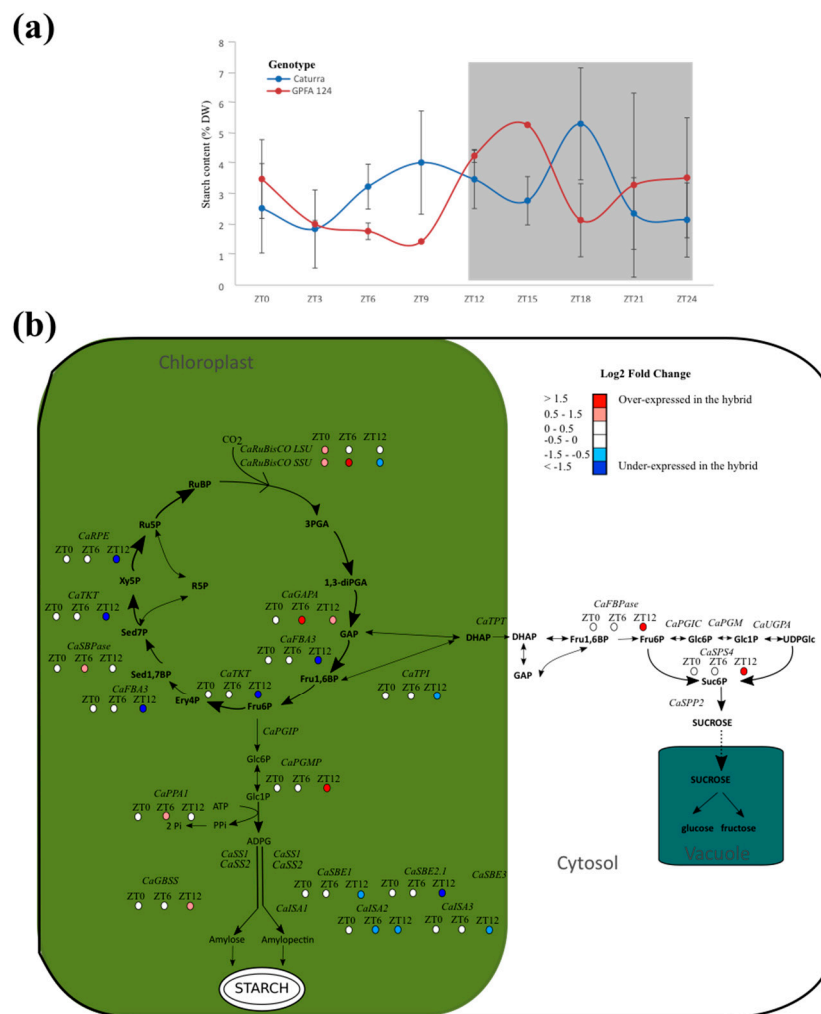 (a)
8
7
6
5
4
3
2
1
0
Starch content (% DW)
Genotype
Caturra
GPFA 124
ZT0 ZT3 ZT6 ZT9 ZT12 ZT15 ZT18 ZT21 ZT24
(b)
Chloroplast
Log2 Fold Change
> 1.5 Over-expressed in the hybrid
0.5 - 1.5
0 - 0.5
-0.5 - 0
-1.5 - -0.5
< -1.5 Under-expressed in the hybrid
CO2
ZT0 ZT6 ZT12
CaRuBisCO LSU
CaRuBisCO SSU
RuBP
3PGA
Ru5P
CaRPE
ZT0 ZT6 ZT12
Xy5P
R5P
1,3-diPGA
CaTKT
ZT0 ZT6 ZT12
CaGAPA
ZT0 ZT6 ZT12
GAP
Sed7P
CaSBPase
ZT0 ZT6 ZT12
CaFBA3
ZT0 ZT6 ZT12
Sed1,7BP
Fru1,6BP
CaFBA3
ZT0 ZT6 ZT12
CaTKT
ZT0 ZT6 ZT12
Ery4P
Fru6P
CaTPI
ZT0 ZT6 ZT12
CaTPT
DHAP
DHAP
GAP
Fru1,6BP
CaFBPase
ZT0 ZT6 ZT12
Fru6P
CaPGIC
Glc6P
CaPGM
Glc1P
CaUGPA
UDPGlc
CaSPS4
ZT0 ZT6 ZT12
Suc6P
CaSPP2
SUCROSE
SUCROSE
glucose fructose
Vacuole
Cytosol
CaPGIP
Glc6P
CaPGMP
ZT0 ZT6 ZT12
Glc1P
CaPPA1
ZT0 ZT6 ZT12
ATP
2 Pi PPi
ADPG
CaSS1
CaSS2
CaSS1
CaSS2
CaGBSS
ZT0 ZT6 ZT12
CaISA1
CaSBE1
ZT0 ZT6 ZT12
CaSBE2.1
ZT0 ZT6 ZT12
CaSBE3
CaISA2
ZT0 ZT6 ZT12
CaISA3
ZT0 ZT6 ZT12
Amylose Amylopectin
STARCH